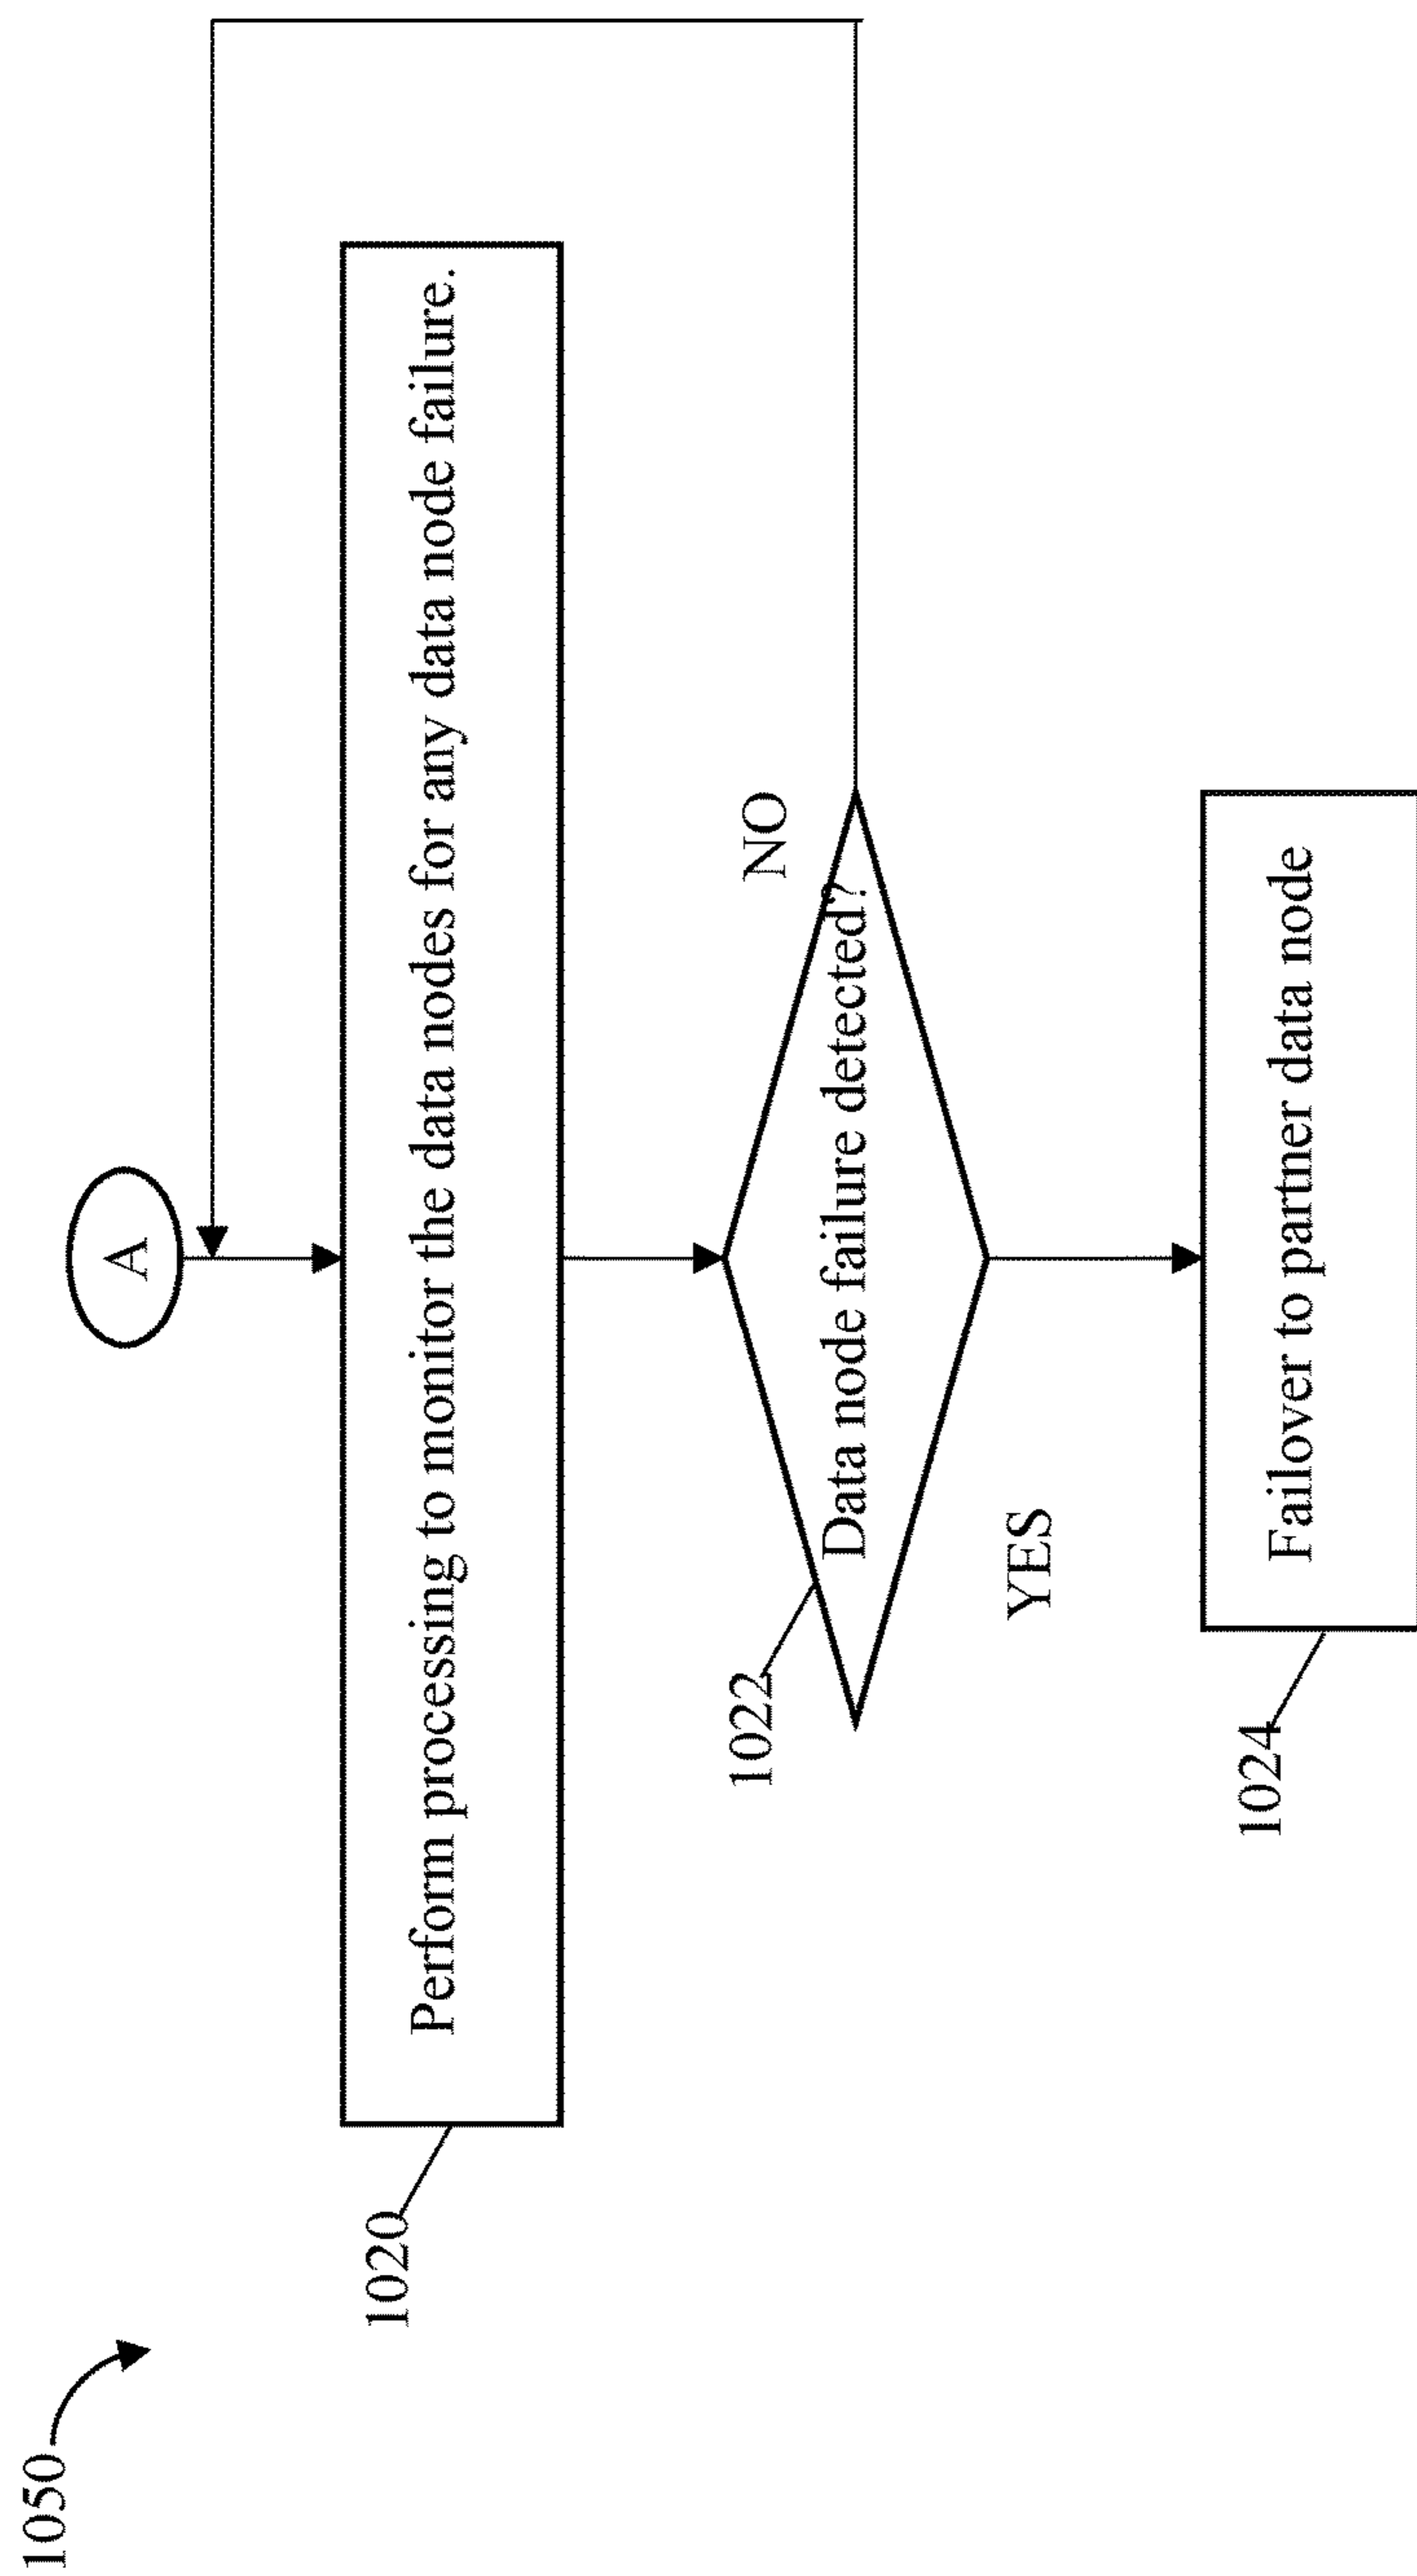 1050
A
1020
Perform processing to monitor the data nodes for any data node failure.
NO
1022
Data node failure detected?
YES
1024
Failover to partner data node